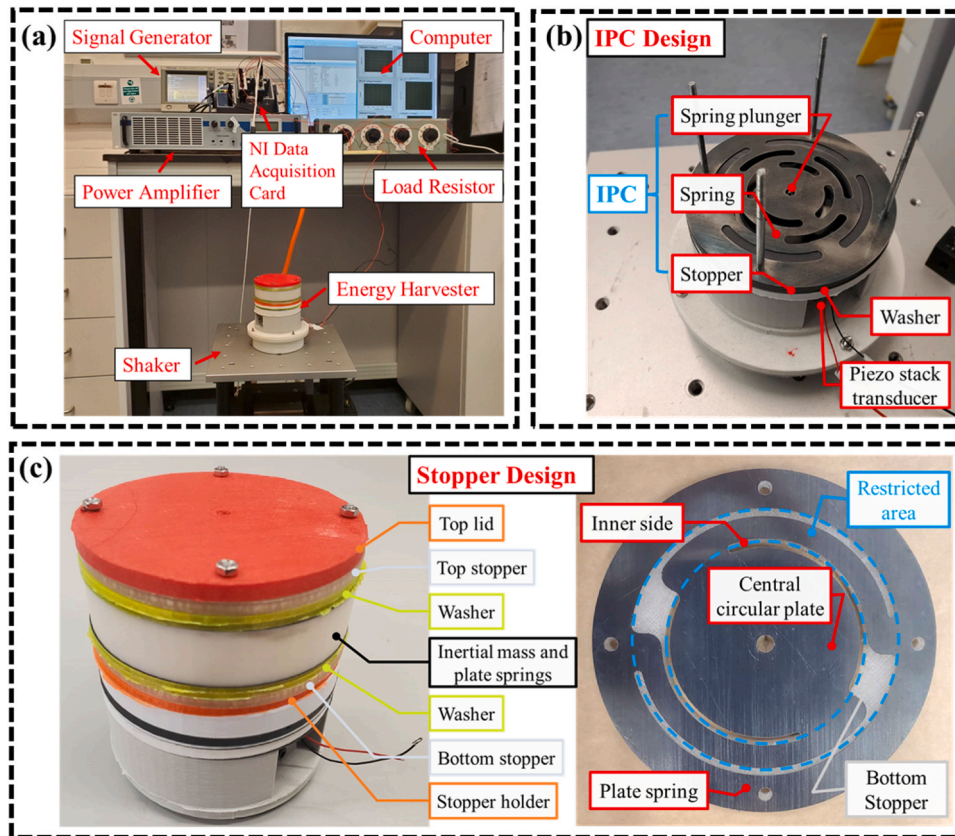 (a)
Signal Generator
Computer
NI Data
Acquisition
Card
Power Amplifier
Load Resistor
Energy Harvester
Shaker
(b)
IPC Design
Spring plunger
IPC
Spring
Stopper
Washer
Piezo stack
transducer
(c)
Stopper Design
Top lid
Top stopper
Washer
Inertial mass and
plate springs
Washer
Bottom stopper
Stopper holder
Restricted
area
Inner side
Central
circular plate
Plate spring
Bottom
Stopper